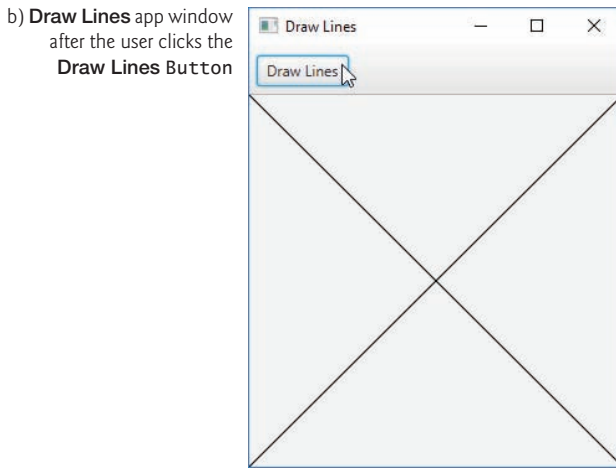 b) Draw Lines app window
after the user clicks the
Draw Lines Button
Draw Lines
Draw Lines